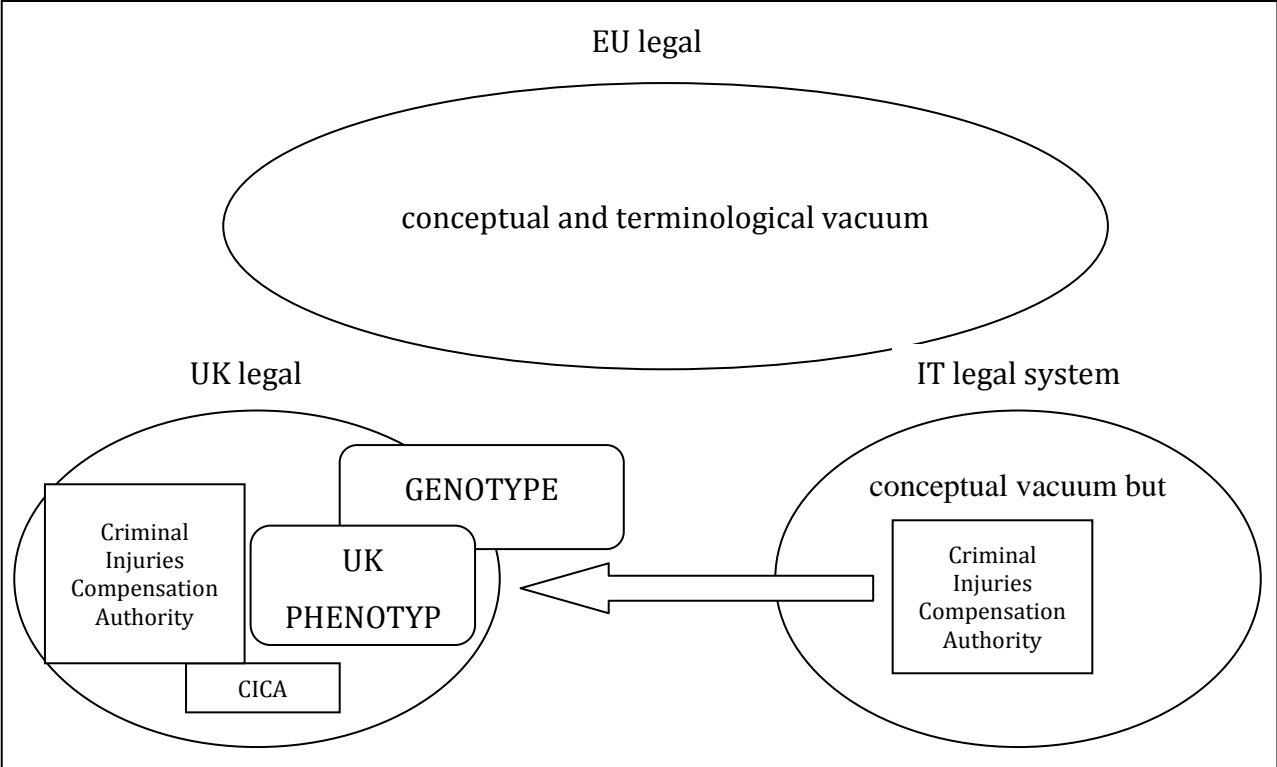 EU legal
conceptual and terminological vacuum
UK legal
IT legal system
GENOTYPE
UK
PHENOTYP
Criminal
Injuries
Compensation
Authority
CICA
conceptual vacuum but
Criminal
Injuries
Compensation
Authority